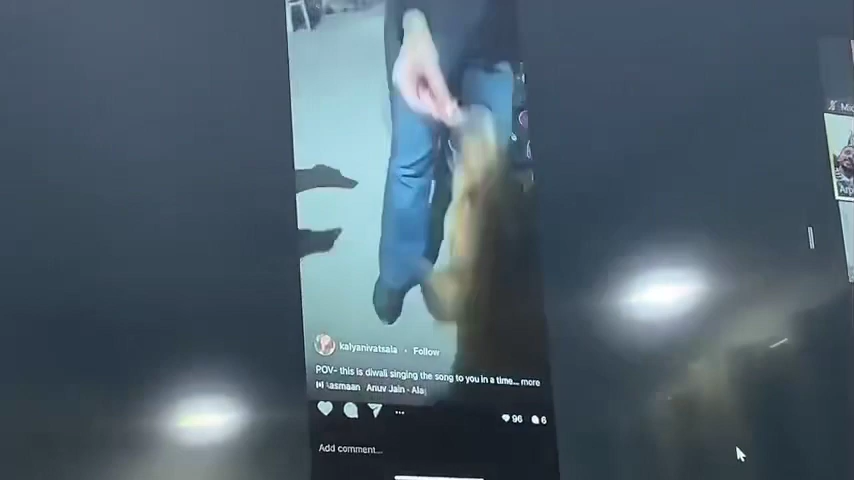 kalyanivatsala • Follow
POV- this is diwali singing the song to you in a time... more
Anuv Jain
96 6
Add comment...